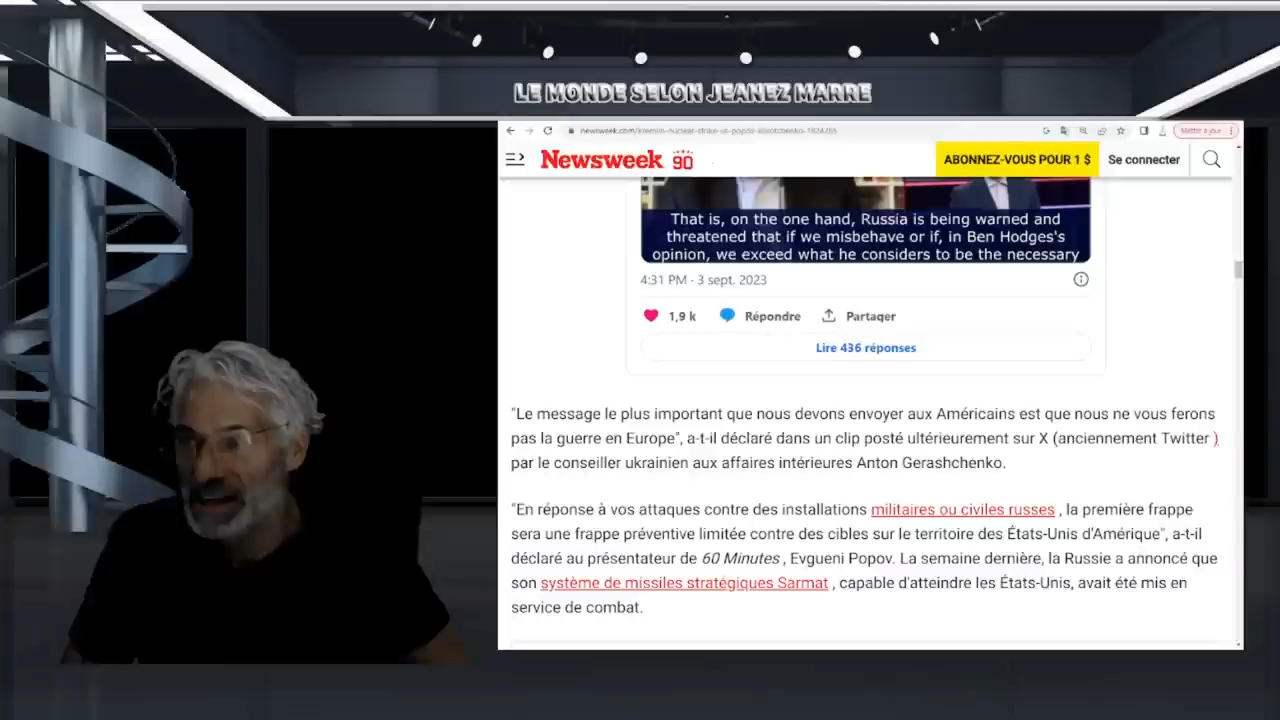 LE MONDE SELON JEANEZ MARRE
Mettre à jour
Newsweek 90
ABONNEZ-VOUS POUR 1 $
Se connecter
That is, on the one hand, Russia is being warned and
threatened that if we misbehave or if, in Ben Hodges's
opinion, we exceed what he considers to be the necessary
4:31 PM · 3 sept. 2023
1,9 k Répondre Partager
Lire 436 réponses
"Le message le plus important que nous devons envoyer aux Américains est que nous ne vous ferons
pas la guerre en Europe", a-t-il déclaré dans un clip posté ultérieurement sur X (anciennement Twitter )
par le conseiller ukrainien aux affaires intérieures Anton Gerashchenko.
"En réponse à vos attaques contre des installations militaires ou civiles russes , la première frappe
sera une frappe préventive limitée contre des cibles sur le territoire des États-Unis d'Amérique", a-t-il
déclaré au présentateur de 60 Minutes , Evgueni Popov. La semaine dernière, la Russie a annoncé que
son système de missiles stratégiques Sarmat , capable d'atteindre les États-Unis, avait été mis en
service de combat.